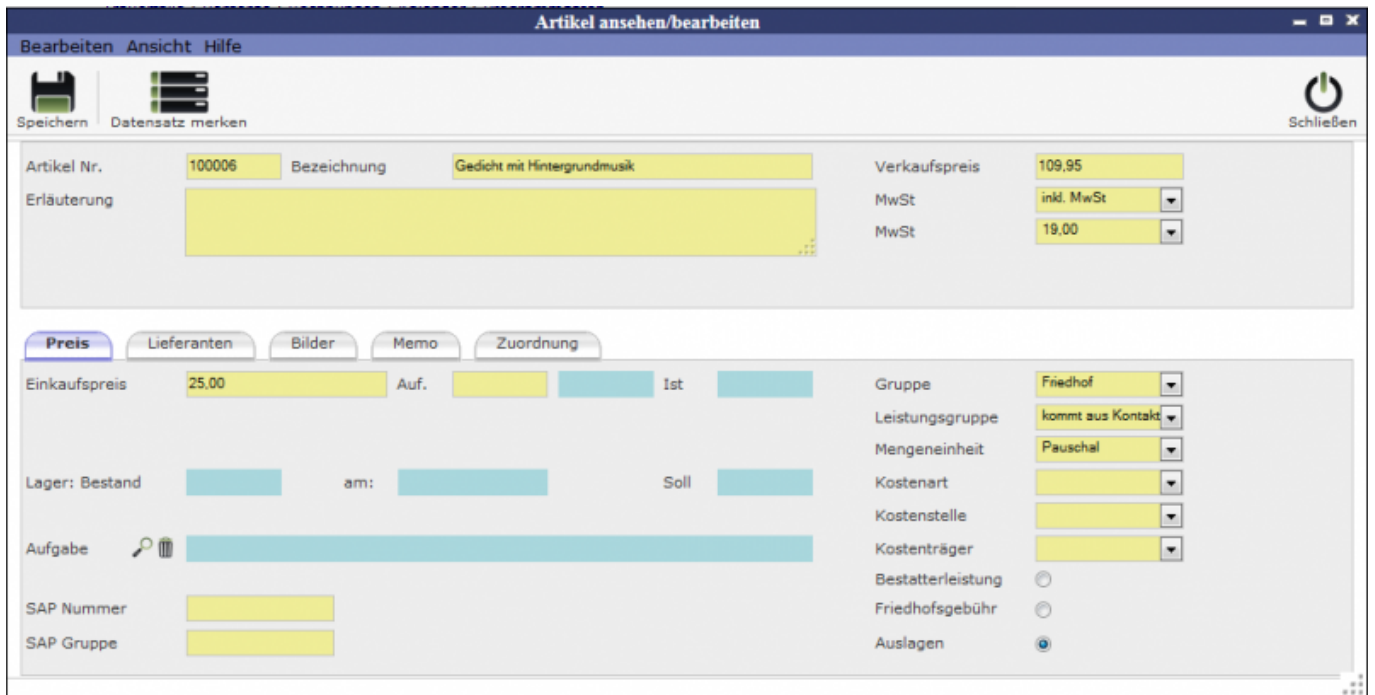 Artikel ansehen/bearbeiten
Bearbeiten Ansicht Hilfe
Speichern Datensatz merken Schließen
Artikel Nr. 100006 Bezeichnung Gedicht mit Hintergrundmusik Verkaufspreis 109,95
Erläuterung MwSt inkl. MwSt
MwSt 19,00
Preis Lieferanten Bilder Memo Zuordnung
Einkaufspreis 25,00 Auf. Ist Gruppe Friedhof
Leistungsgruppe kommt aus Kontakt
Mengeneinheit Pauschal
Lager: Bestand am: Soll Kostenart
Kostenstelle
Aufgabe Kostenträger
Bestatterleistung
SAP Nummer Friedhofsgebühr
SAP Gruppe Auslagen